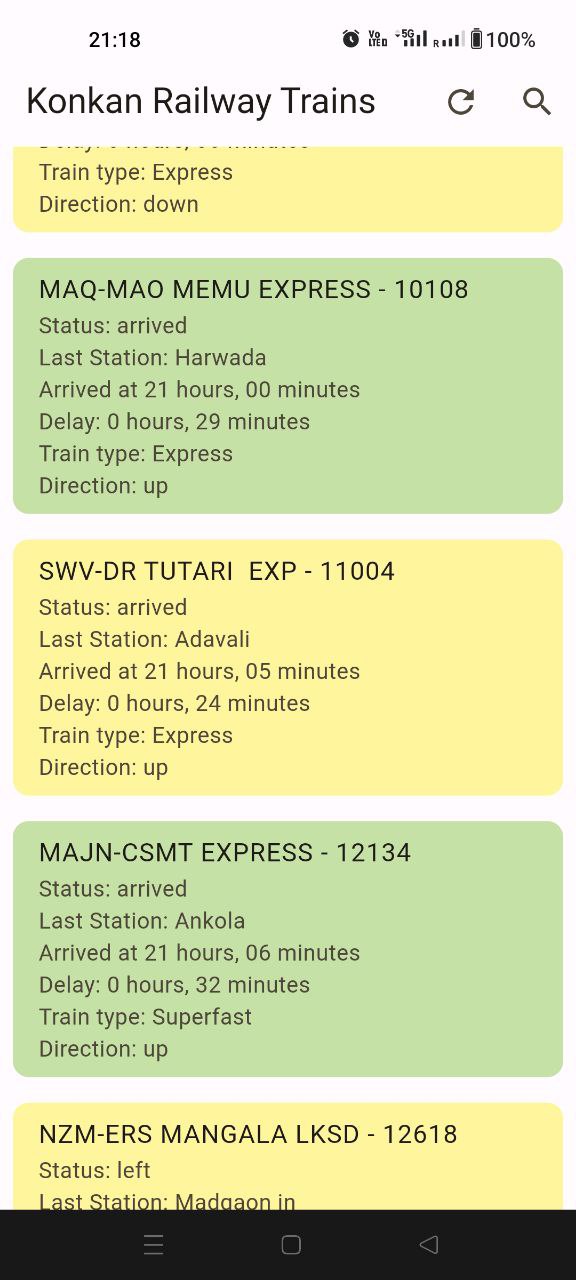 21:18
Vo
LTE D
5G
R
100%
Konkan Railway Trains
Train type: Express
Direction: down
MAQ-MAO MEMU EXPRESS - 10108
Status: arrived
Last Station: Harwada
Arrived at 21 hours, 00 minutes
Delay: 0 hours, 29 minutes
Train type: Express
Direction: up
SWV-DR TUTARI  EXP - 11004
Status: arrived
Last Station: Adavali
Arrived at 21 hours, 05 minutes
Delay: 0 hours, 24 minutes
Train type: Express
Direction: up
MAJN-CSMT EXPRESS - 12134
Status: arrived
Last Station: Ankola
Arrived at 21 hours, 06 minutes
Delay: 0 hours, 32 minutes
Train type: Superfast
Direction: up
NZM-ERS MANGALA LKSD - 12618
Status: left
Last Station: Madgaon jn